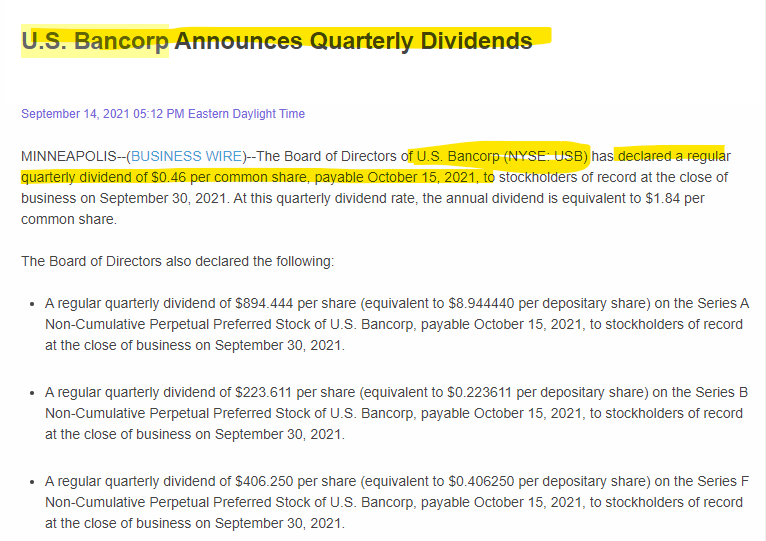 U.S. Bancorp Announces Quarterly Dividends
September 14, 2021 05:12 PM Eastern Daylight Time
MINNEAPOLIS--(BUSINESS WIRE)--The Board of Directors of U.S. Bancorp (NYSE: USB) has declared a regular
quarterly dividend of $0.46 per common share, payable October 15, 2021, to stockholders of record at the close of
business on September 30, 2021. At this quarterly dividend rate, the annual dividend is equivalent to $1.84 per
common share.
The Board of Directors also declared the following:
• A regular quarterly dividend of $894.444 per share (equivalent to $8.944440 per depositary share) on the Series A
Non-Cumulative Perpetual Preferred Stock of U.S. Bancorp, payable October 15, 2021, to stockholders of record
at the close of business on September 30, 2021.
• A regular quarterly dividend of $223.611 per share (equivalent to $0.223611 per depositary share) on the Series B
Non-Cumulative Perpetual Preferred Stock of U.S. Bancorp, payable October 15, 2021, to stockholders of record
at the close of business on September 30, 2021.
• A regular quarterly dividend of $406.250 per share (equivalent to $0.406250 per depositary share) on the Series F
Non-Cumulative Perpetual Preferred Stock of U.S. Bancorp, payable October 15, 2021, to stockholders of record
at the close of business on September 30, 2021.